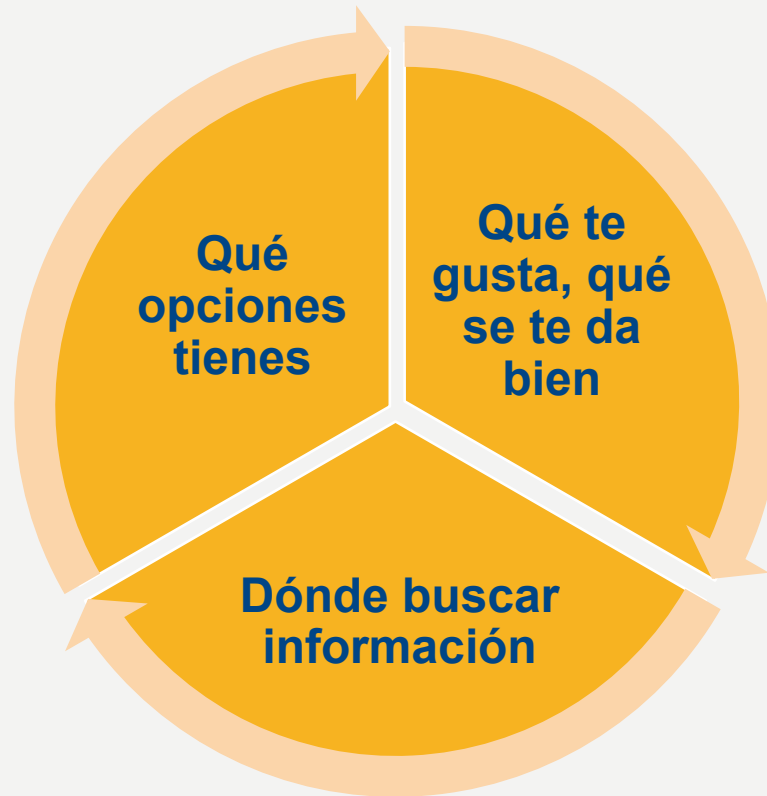 Qué
opciones
tienes
Qué te
gusta, qué
se te da
bien
Dónde buscar
información